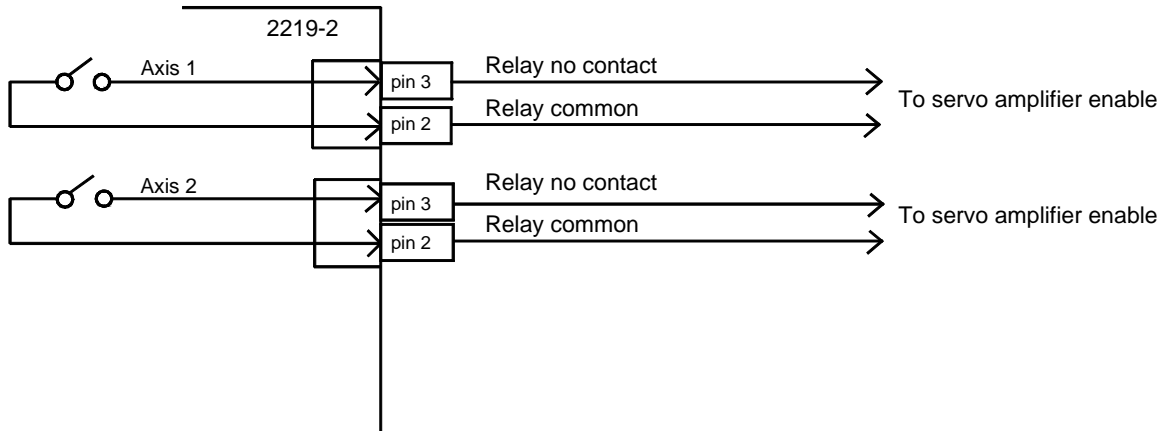 2219-2
Axis 1
pin 3
Relay no contact
To servo amplifier enable
pin 2
Relay common
Axis 2
pin 3
Relay no contact
To servo amplifier enable
pin 2
Relay common